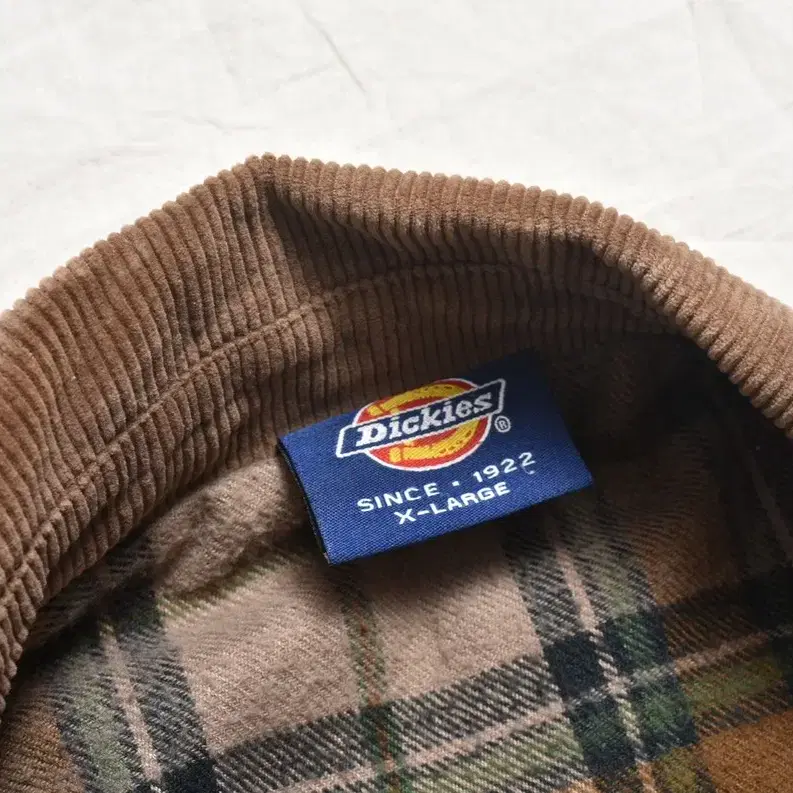 Dickies®
SINCE · 1922
X-LARGE